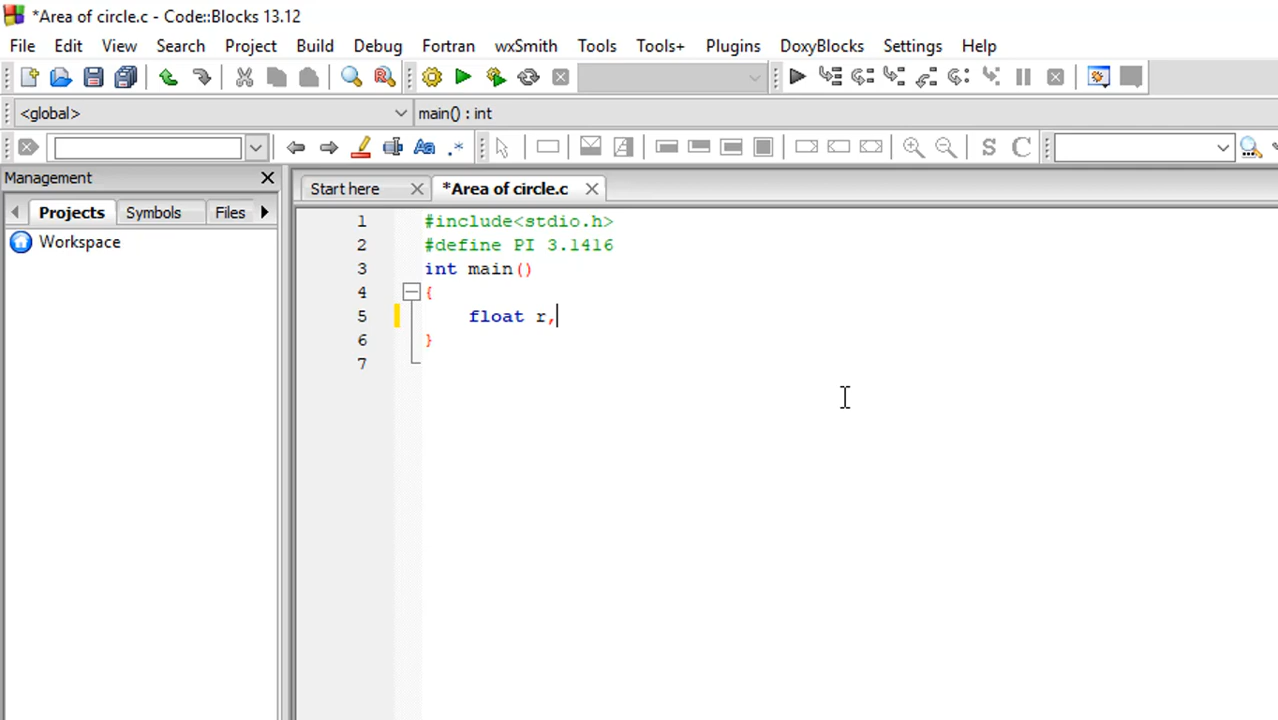 *Area of circle.c - Code::Blocks 13.12
File Edit View Search Project Build Debug Fortran wxSmith Tools Tools+ Plugins DoxyBlocks Settings Help
<global> main() : int
Management
Projects Symbols Files
Workspace
Start here *Area of circle.c
1 #include<stdio.h>
2 #define PI 3.1416
3 int main()
4 {
5 float r,
6 }
7